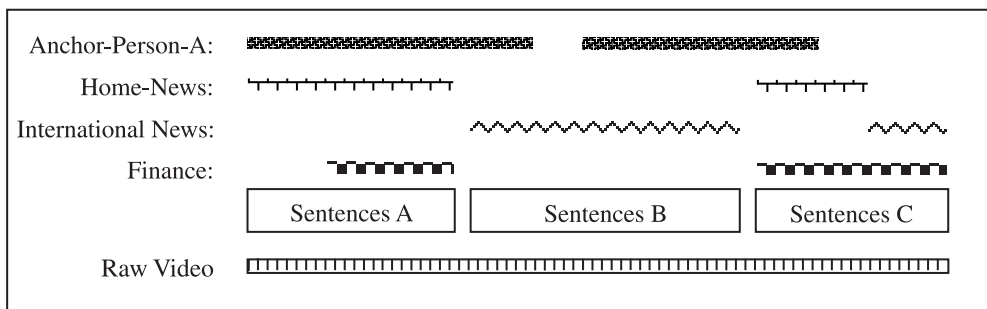 Anchor-Person-A:
Home-News:
International News:
Finance:
Sentences A Sentences B Sentences C
Raw Video